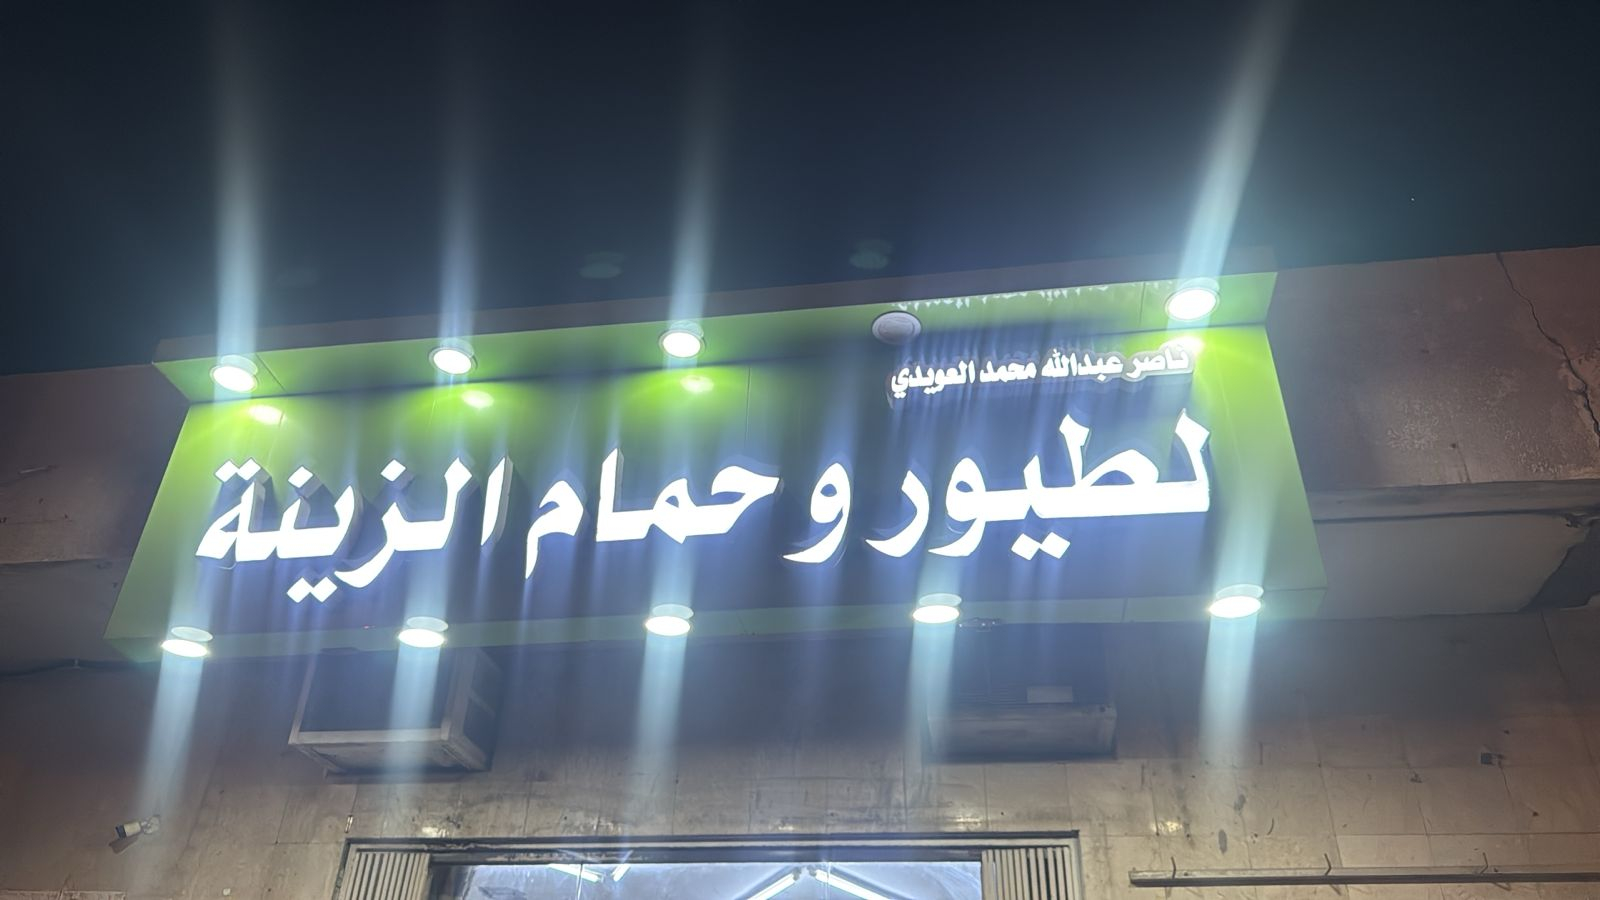 ناصر عبدالله محمد العويدي
لطيور و حمام الزينة